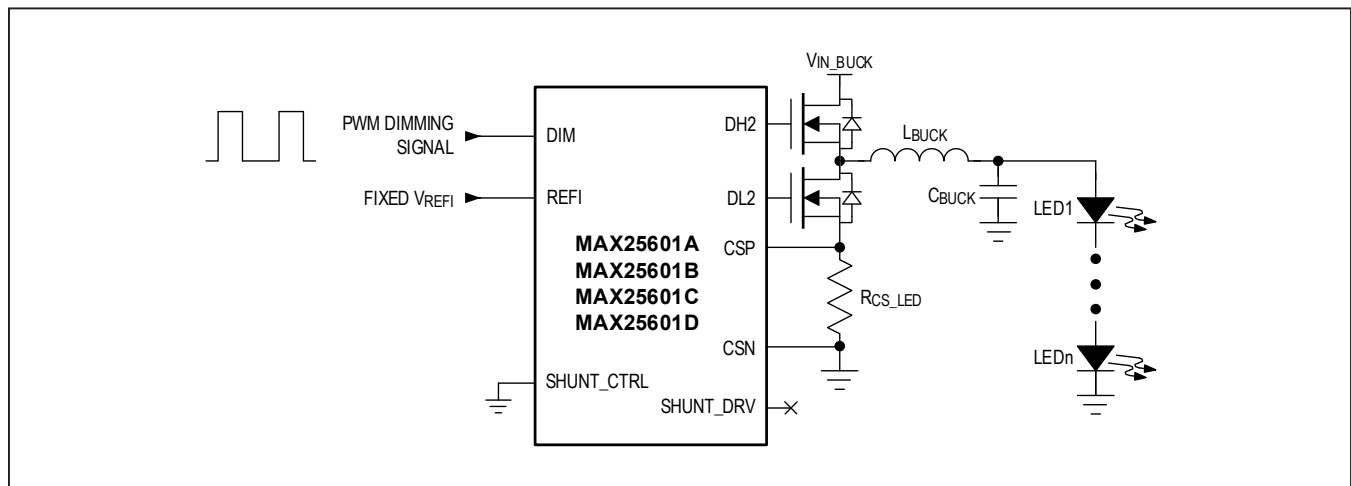 VIN_BUCK
PWM DIMMING
SIGNAL
DIM
DH2
LBUCK
FIXED VREFI
REFI
DL2
CBUCK
LED1
MAX25601A
MAX25601B
MAX25601C
MAX25601D
CSP
RCS_LED
CSN
LEDn
SHUNT_CTRL
SHUNT_DRV